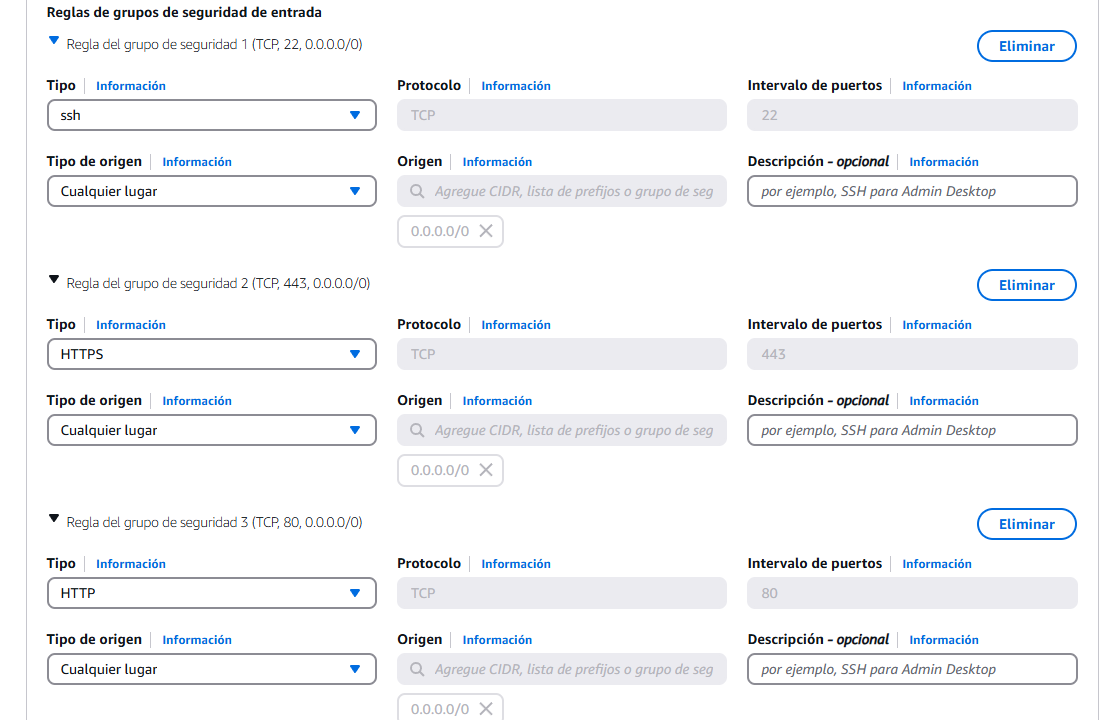 Reglas de grupos de seguridad de entrada
Regla del grupo de seguridad 1 (TCP, 22, 0.0.0.0/0)
Eliminar
Tipo Información
Protocolo Información
Intervalo de puertos Información
ssh
TCP
22
Tipo de origen Información
Origen Información
Descripción - opcional Información
Cualquier lugar
Agregue CIDR, lista de prefijos o grupo de seg
por ejemplo, SSH para Admin Desktop
0.0.0.0/0
Regla del grupo de seguridad 2 (TCP, 443, 0.0.0.0/0)
Eliminar
Tipo Información
Protocolo Información
Intervalo de puertos Información
HTTPS
TCP
443
Tipo de origen Información
Origen Información
Descripción - opcional Información
Cualquier lugar
Agregue CIDR, lista de prefijos o grupo de seg
por ejemplo, SSH para Admin Desktop
0.0.0.0/0
Regla del grupo de seguridad 3 (TCP, 80, 0.0.0.0/0)
Eliminar
Tipo Información
Protocolo Información
Intervalo de puertos Información
HTTP
TCP
80
Tipo de origen Información
Origen Información
Descripción - opcional Información
Cualquier lugar
Agregue CIDR, lista de prefijos o grupo de seg
por ejemplo, SSH para Admin Desktop
0.0.0.0/0